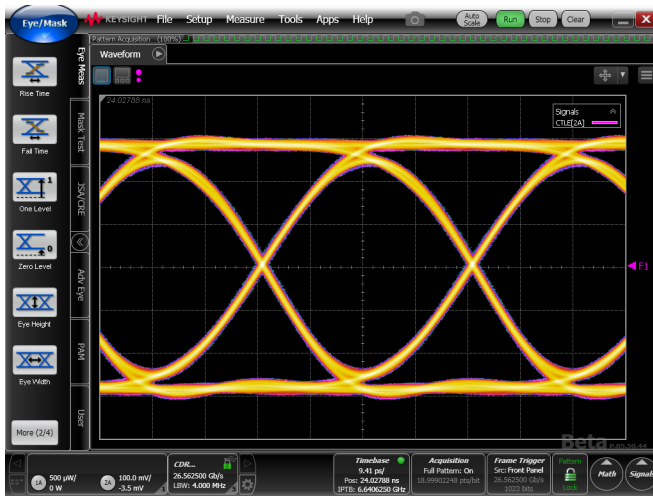 Eye/Mask
KEYSIGHT File Setup Measure Tools Apps Help
Auto Scale
Run
Stop
Clear
Pattern Acquisition (100%)
Waveform
Eye Meas
Mask Test
JSA/CRE
Adv Eye
PAM
User
Rise Time
Fall Time
One Level
Zero Level
Eye Height
Eye Width
More (2/4)
24.02788 ns
Signals
CTLE[2A]
F1
Beta P.05.50.44
1A 500 µW/
0 W
2A 100.0 mV/
-3.5 mV
CDR...
26.562500 Gb/s
LBW: 4.000 MHz
1
Timebase
9.41 ps/
Pos: 24.02788 ns
IPTB: 6.6406250 GHz
Acquisition
Full Pattern: On
18.99902248 pts/bit
Frame Trigger
Src: Front Panel
26.562500 Gb/s
1023 bits
Pattern
Lock
Math
Signals